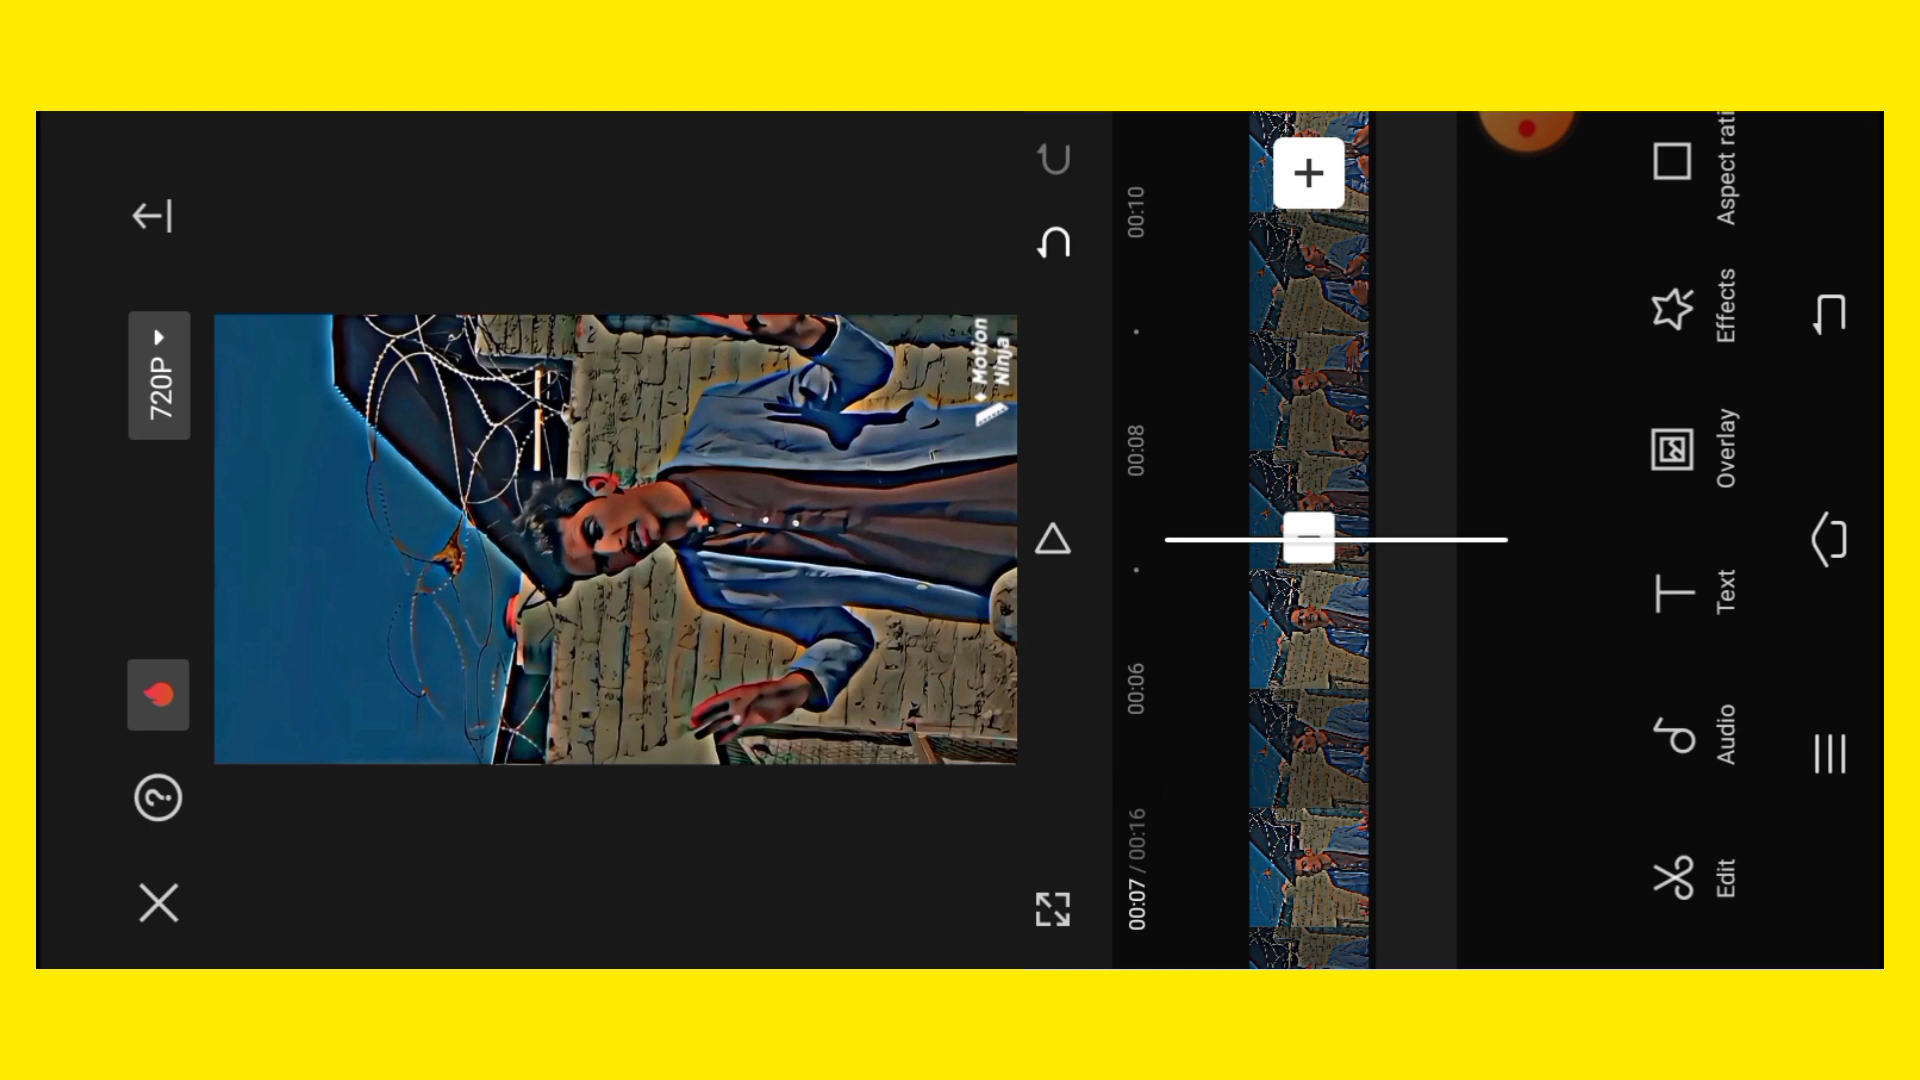 720P
Motion
Ninja
00:07 / 00:16
00:06
00:08
00:10
Edit
Audio
Text
Overlay
Effects
Aspect rati